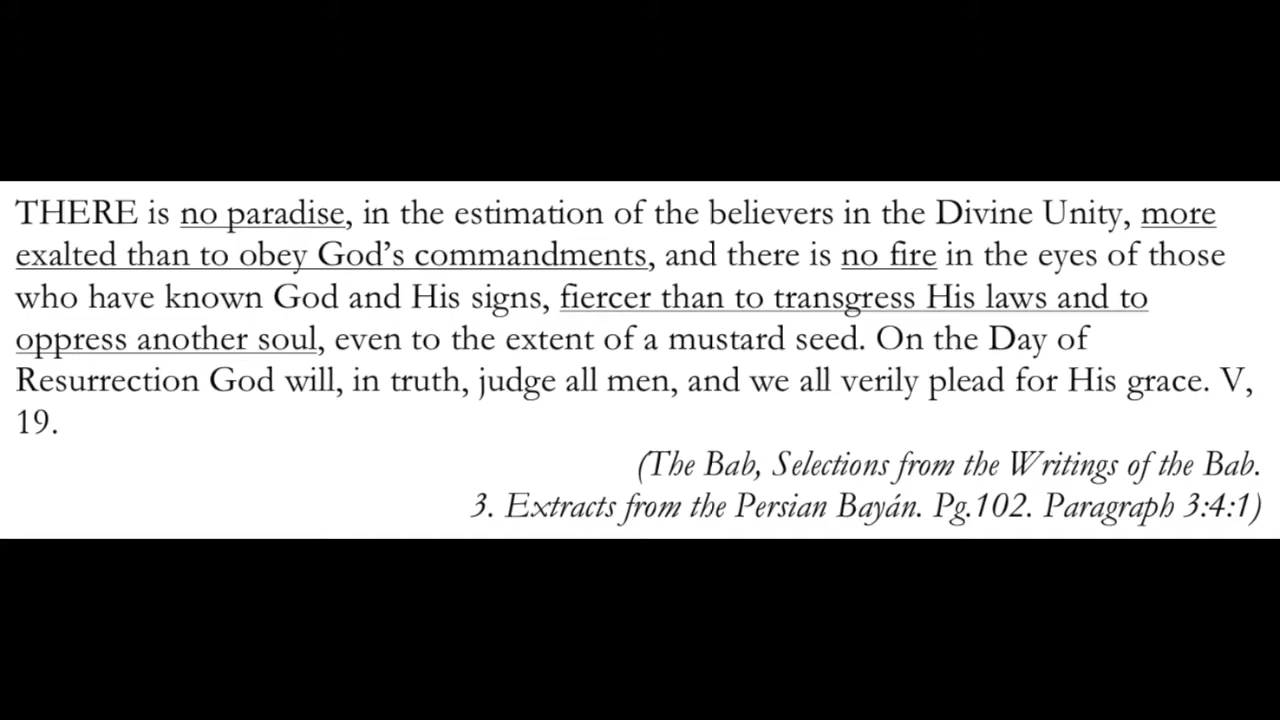 THERE is no paradise, in the estimation of the believers in the Divine Unity, more
exalted than to obey God's commandments, and there is no fire in the eyes of those
who have known God and His signs, fiercer than to transgress His laws and to
oppress another soul, even to the extent of a mustard seed. On the Day of
Resurrection God will, in truth, judge all men, and we all verily plead for His grace. V,
19.
(The Bab, Selections from the Writings of the Bab.
3. Extracts from the Persian Bayán. Pg.102. Paragraph 3:4:1)